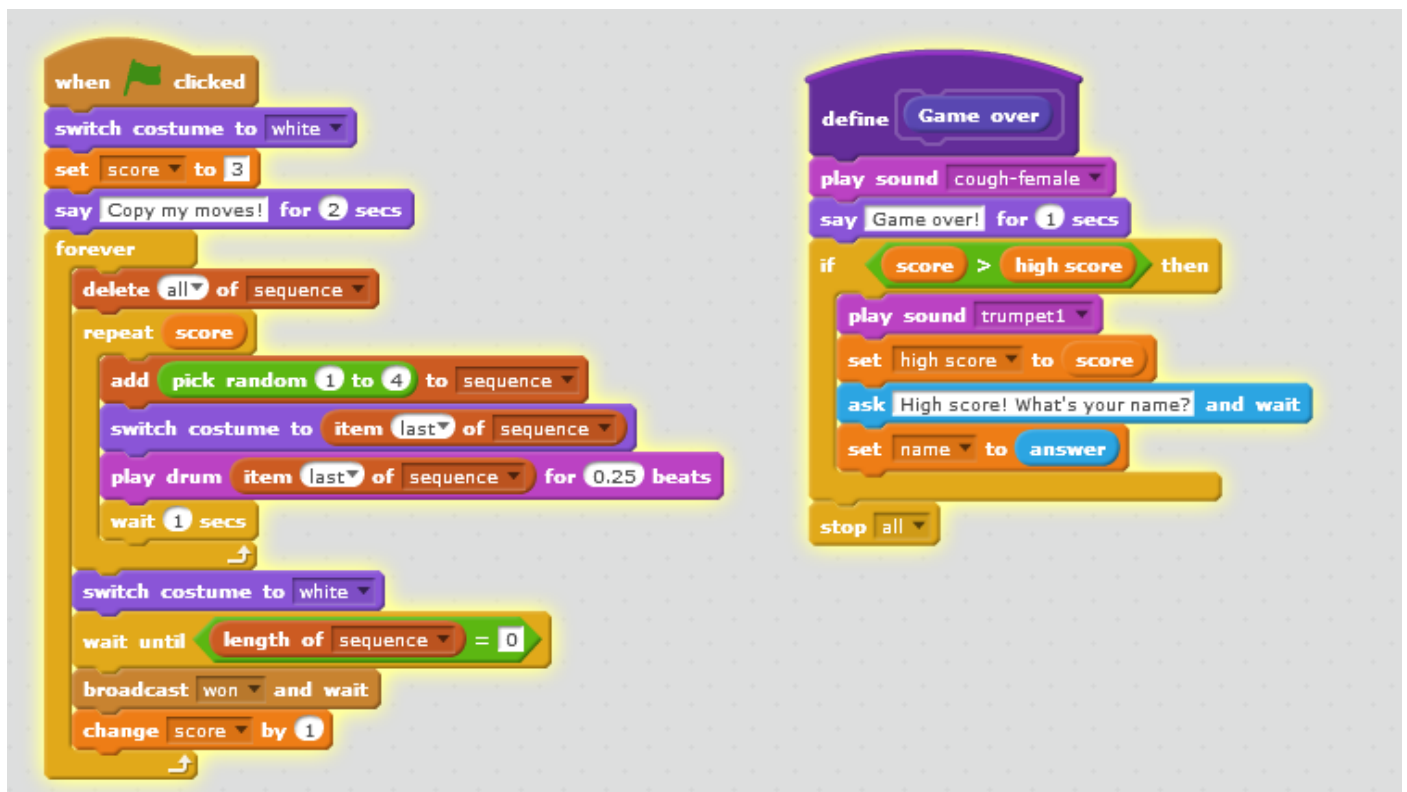 when clicked
switch costume to white
set score to 3
say Copy my moves! for 2 secs
forever
delete all of sequence
repeat score
add pick random 1 to 4 to sequence
switch costume to item last of sequence
play drum item last of sequence for 0.25 beats
wait 1 secs
switch costume to white
wait until length of sequence = 0
broadcast won and wait
change score by 1
define Game over
play sound cough-female
say Game over! for 1 secs
if score > high score then
play sound trumpet1
set high score to score
ask High score! What's your name? and wait
set name to answer
stop all